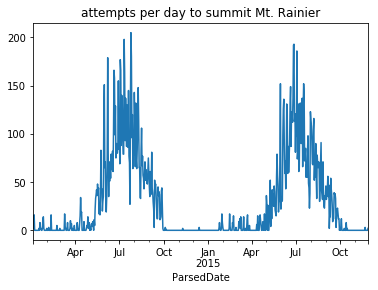 attempts per day to summit Mt. Rainier
200
150
100
50
0
Apr Jul Oct Jan Apr Jul Oct
2015
ParsedDate